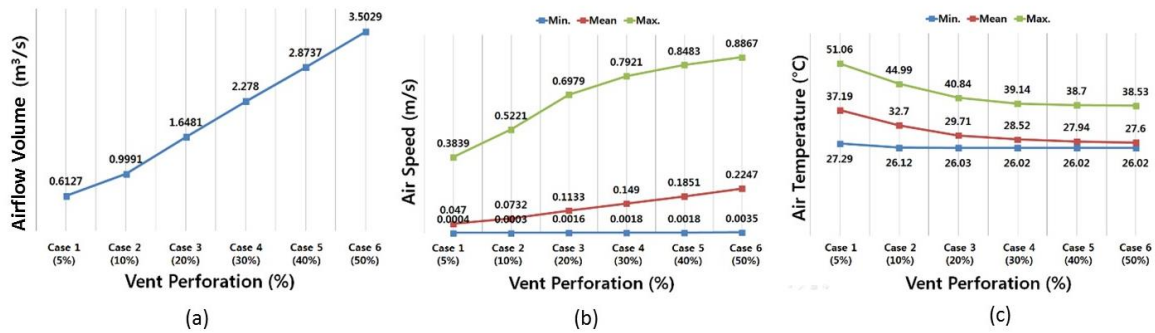 Airflow Volume (m³/s)
0.6127
0.9991
1.6481
2.278
2.8737
3.5029
Case 1 Case 2 Case 3 Case 4 Case 5 Case 6
(5%) (10%) (20%) (30%) (40%) (50%)
Vent Perforation (%)
(a)
Min. Mean Max.
Air Speed (m/s)
0.3839 0.5221 0.6979 0.7921 0.8483 0.8867
0.047 0.0732 0.1133 0.149 0.1851 0.2247
0.0004 0.0003 0.0016 0.0018 0.0018 0.0035
Case 1 Case 2 Case 3 Case 4 Case 5 Case 6
(5%) (10%) (20%) (30%) (40%) (50%)
Vent Perforation (%)
(b)
Min. Mean Max.
Air Temperature (°C)
51.06 44.99 40.84 39.14 38.7 38.53
37.19 32.7 29.71 28.52 27.94 27.6
27.29 26.12 26.03 26.02 26.02 26.02
Case 1 Case 2 Case 3 Case 4 Case 5 Case 6
(5%) (10%) (20%) (30%) (40%) (50%)
Vent Perforation (%)
(c)